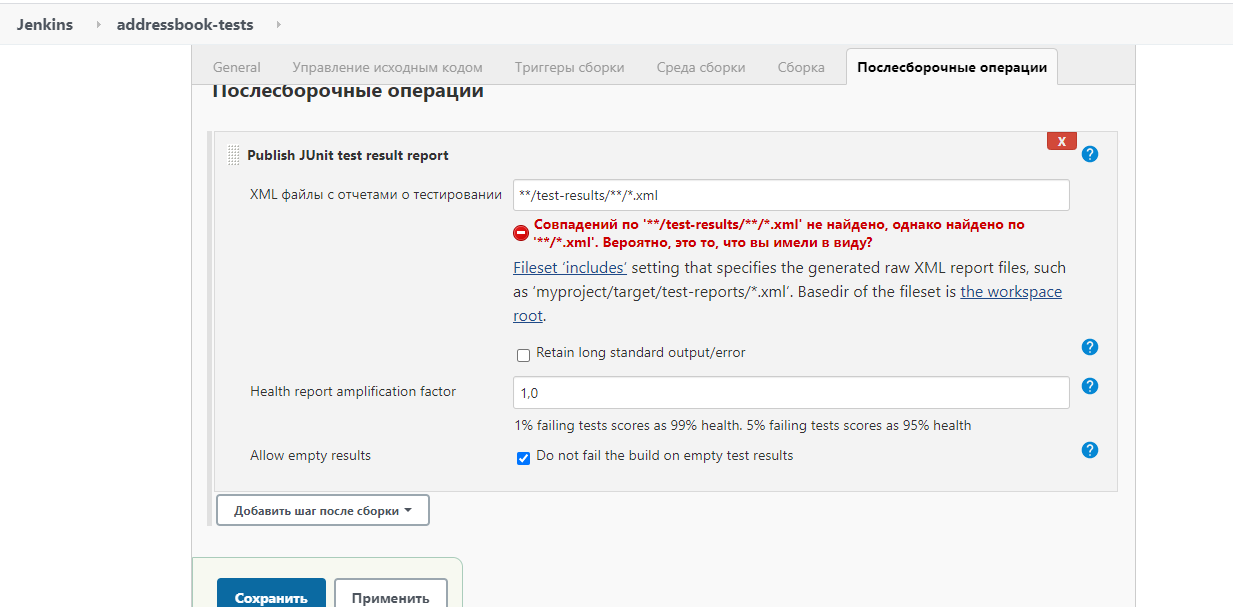 Jenkins addressbook-tests
General Управление исходным кодом Триггеры сборки Среда сборки Сборка Послесборочные операции
Послесборочные операции
Publish JUnit test result report
X
?
XML файлы с отчетами о тестировании
**/test-results/**/*.xml
Совпадений по '**/test-results/**/*.xml' не найдено, однако найдено по
'**/*.xml'. Вероятно, это то, что вы имели в виду?
Fileset ‘includes’ setting that specifies the generated raw XML report files, such
as ‘myproject/target/test-reports/*.xml’. Basedir of the fileset is the workspace
root.
Retain long standard output/error
?
Health report amplification factor
1,0
?
1% failing tests scores as 99% health. 5% failing tests scores as 95% health
Allow empty results
Do not fail the build on empty test results
?
Добавить шаг после сборки
Сохранить Применить